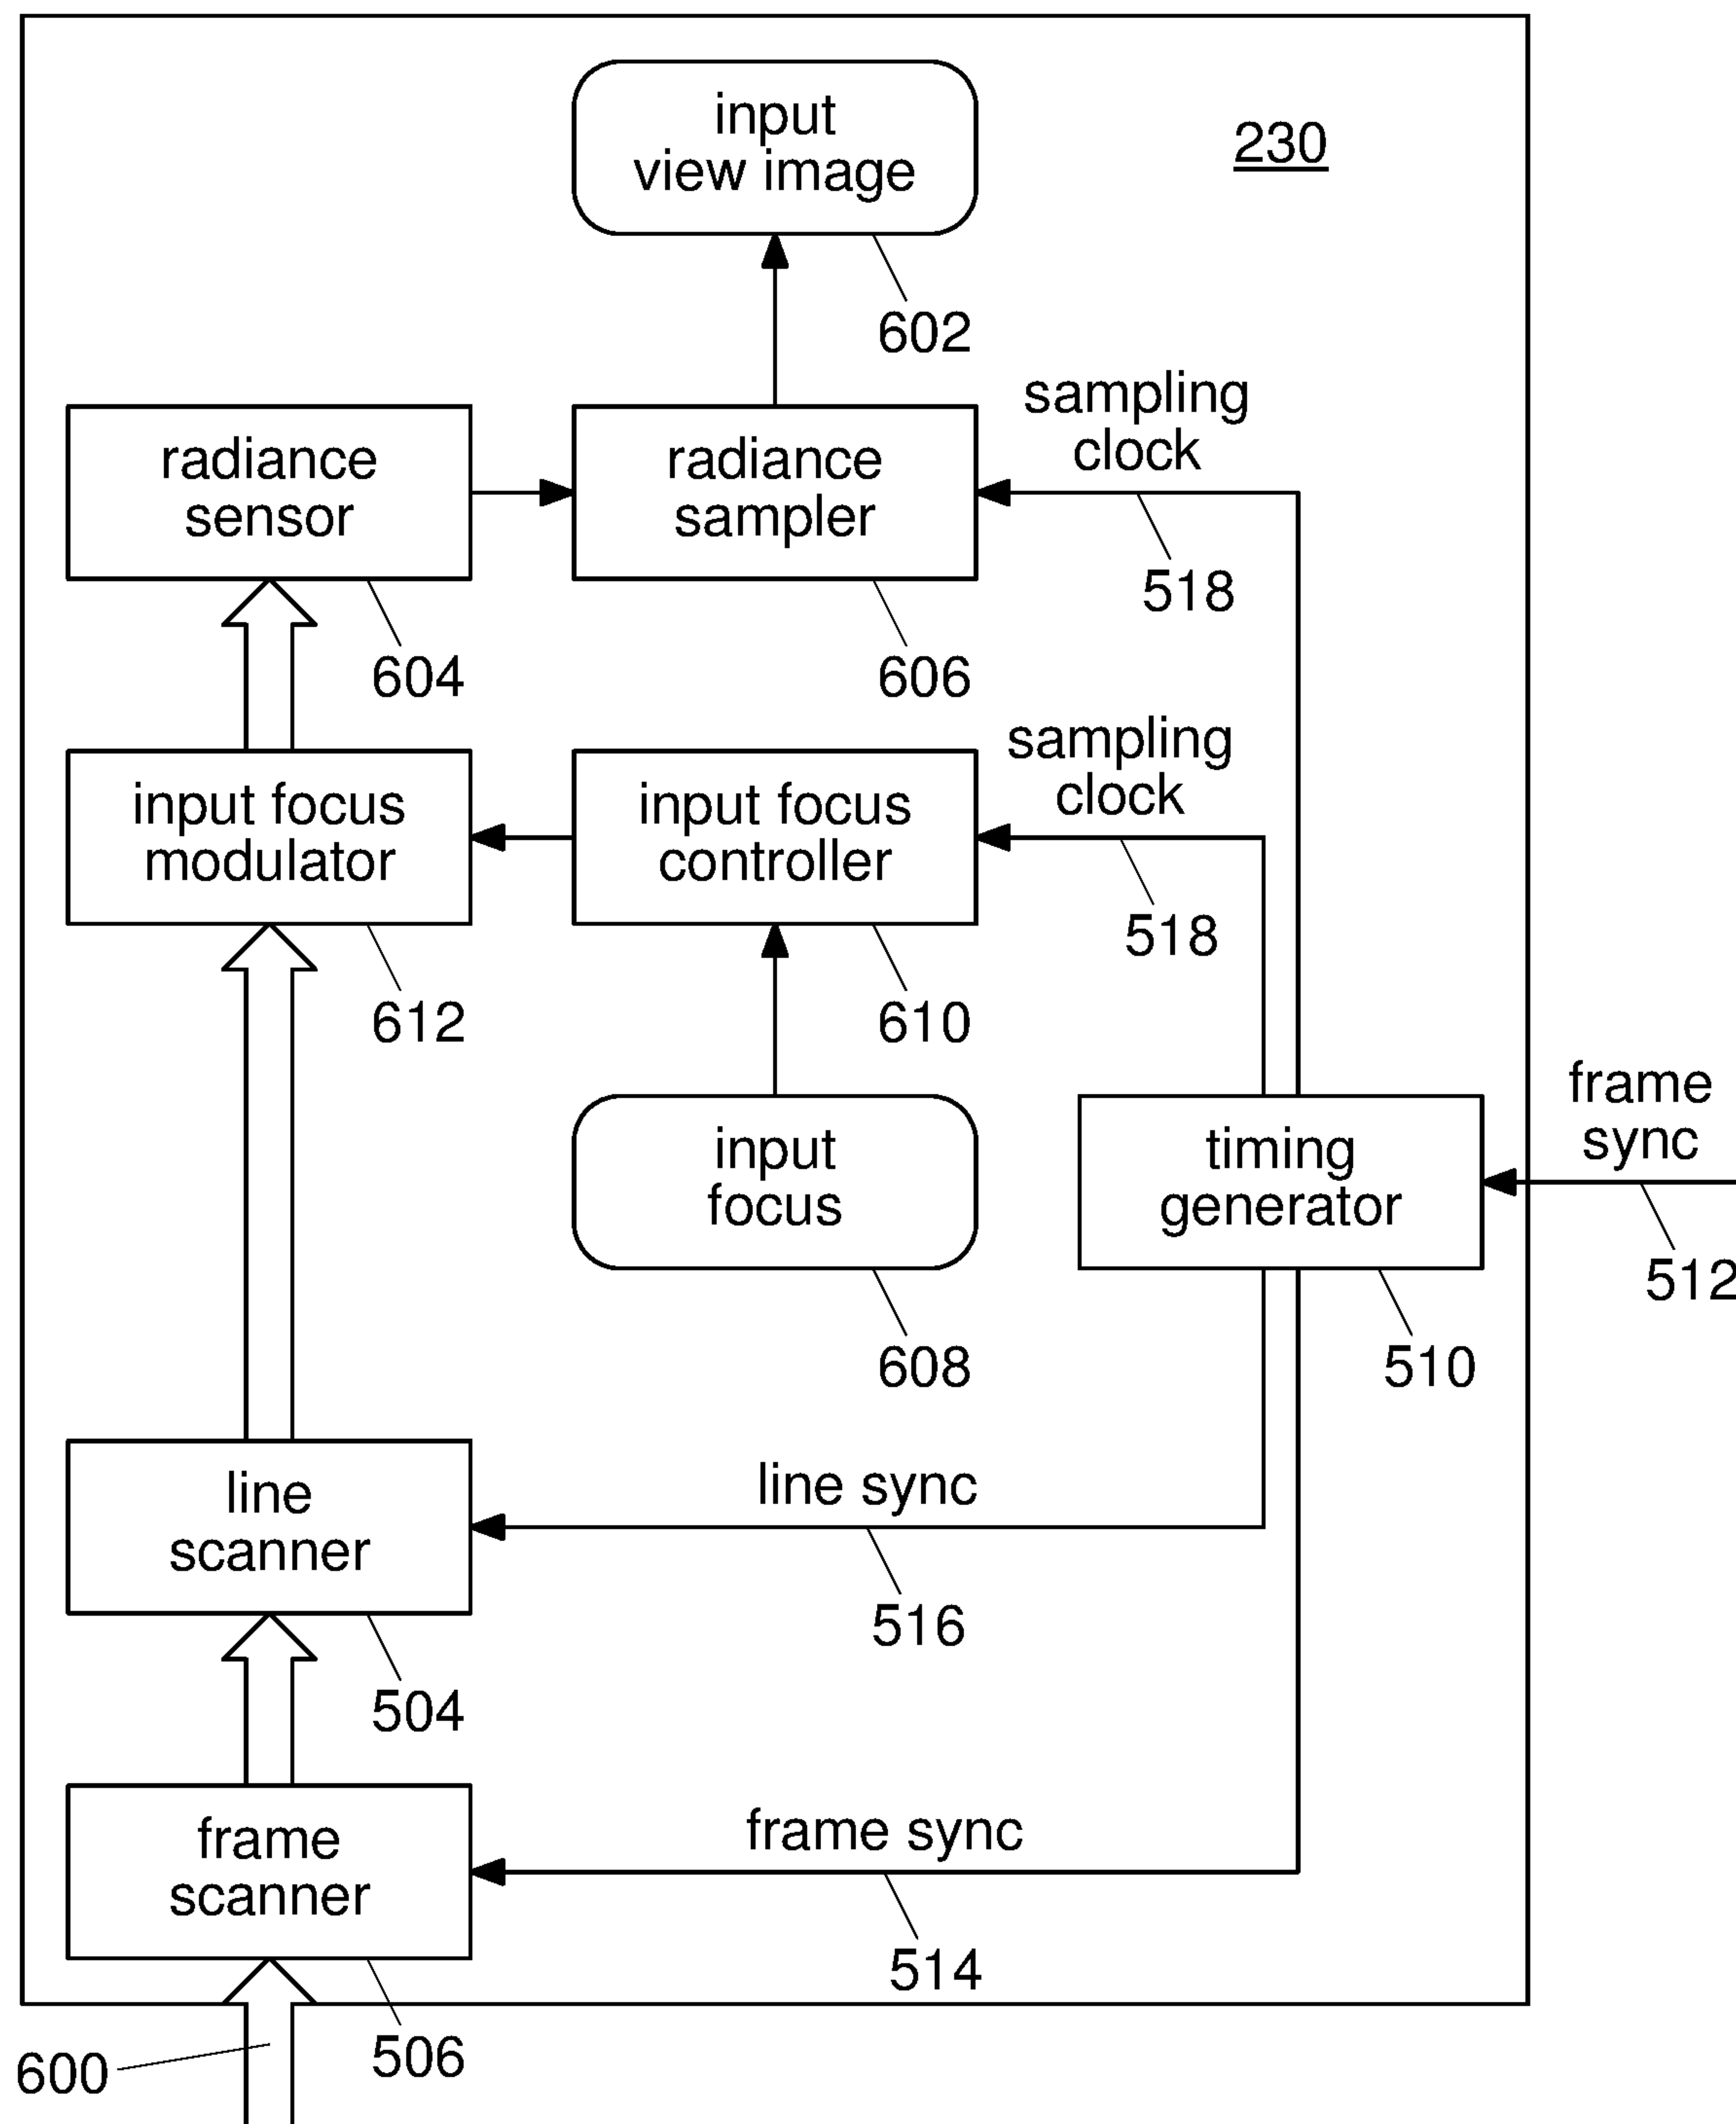 input
view image
230
602
sampling
clock
radiance
sensor
radiance
sampler
518
604
606
sampling
clock
input focus
modulator
input focus
controller
518
612
610
frame
sync
input
focus
timing
generator
512
608
510
line
scanner
line sync
516
504
frame
scanner
frame sync
514
506
600